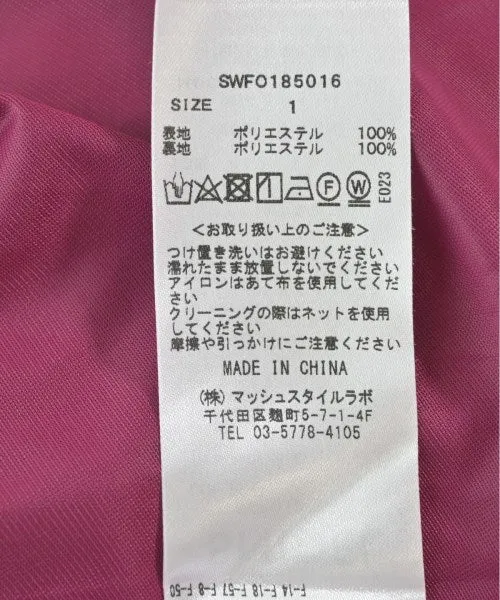 SWFO185016
SIZE 1
表地 ポリエステル 100%
裏地 ポリエステル 100%
F W E023
＜お取り扱い上のご注意＞
つけ置き洗いはお避けください
濡れたまま放置しないでください
アイロンはあて布を使用してくだ
さい
クリーニングの際はネットを使用
してください
摩擦や引っかけにご注意ください
MADE IN CHINA
(株)マッシュスタイルラボ
千代田区麹町5-7-1-4F
TEL 03-5778-4105
F-14 F-18 F-57 F-8 F-50